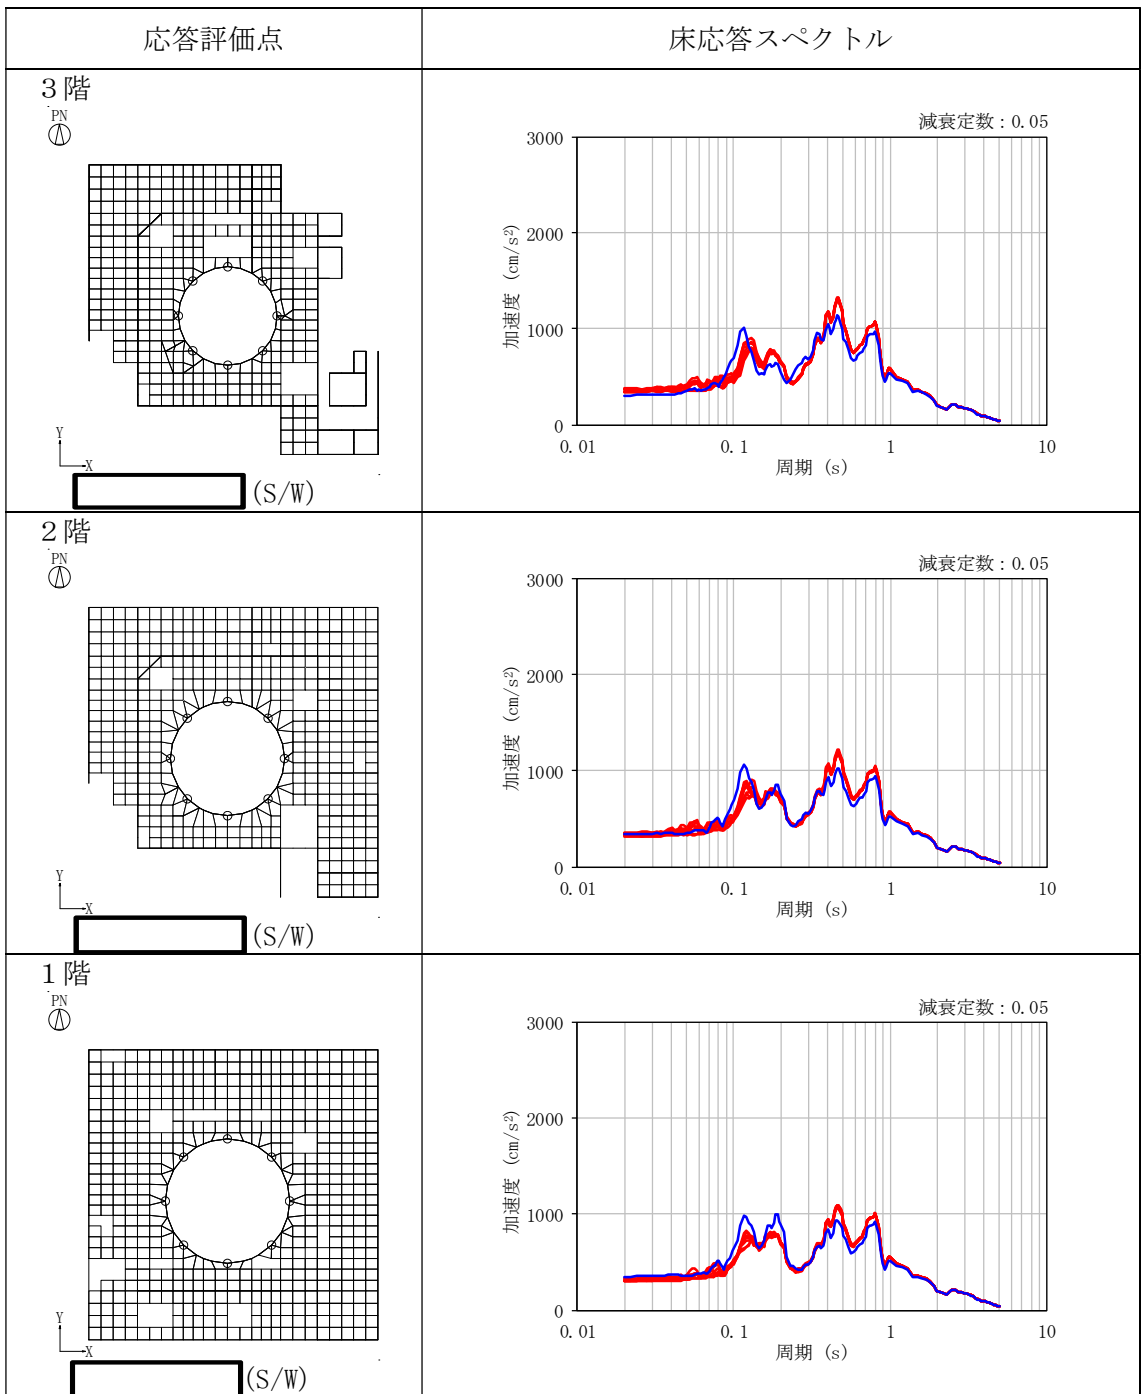 応答評価点
床応答スペクトル
3階
PN
Y
X
(S/W)
減衰定数:0.05
3000
2000
1000
0
加速度 (cm/s²)
0.01
0.1
1
10
周期 (s)
2階
PN
Y
X
(S/W)
減衰定数:0.05
3000
2000
1000
0
加速度 (cm/s²)
0.01
0.1
1
10
周期 (s)
1階
PN
Y
X
(S/W)
減衰定数:0.05
3000
2000
1000
0
加速度 (cm/s²)
0.01
0.1
1
10
周期 (s)